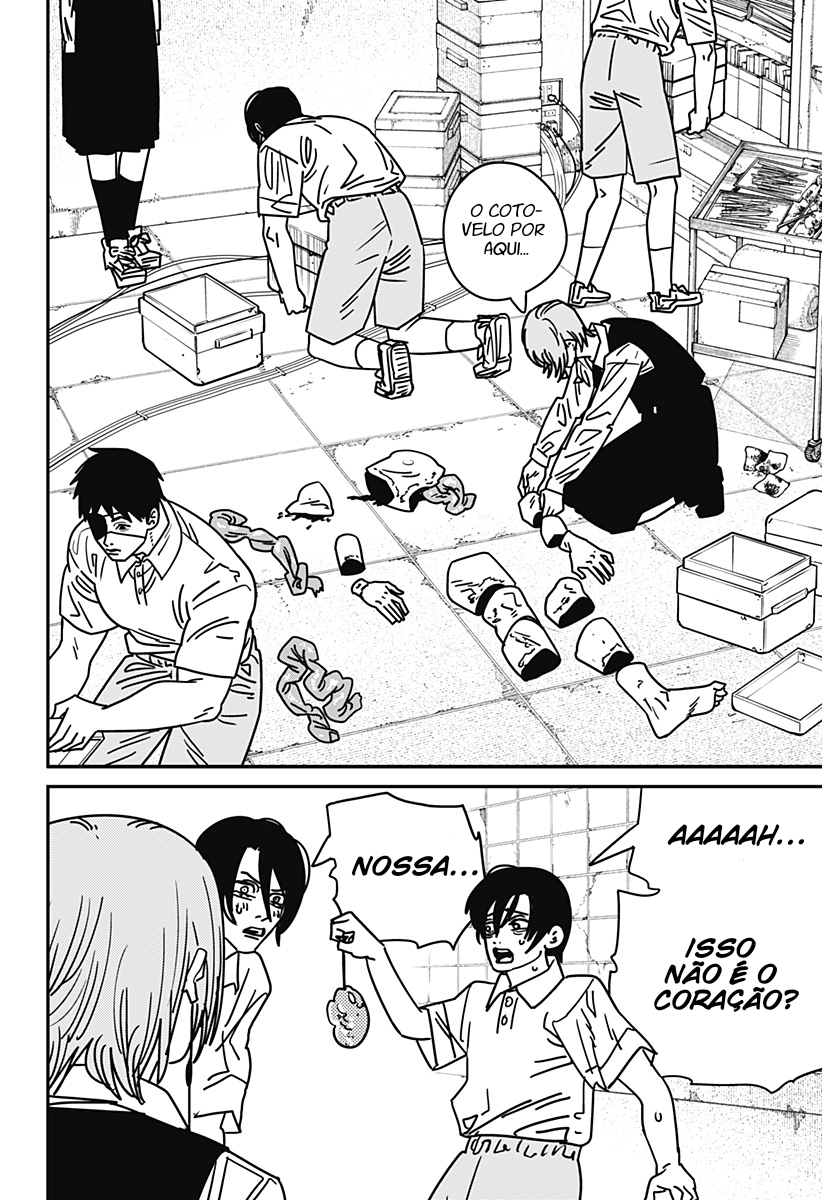 O COTO-
VELO POR
AQUI...
AAAAAH...
ISSO
NÃO É O
CORAÇÃO?
NOSSA...